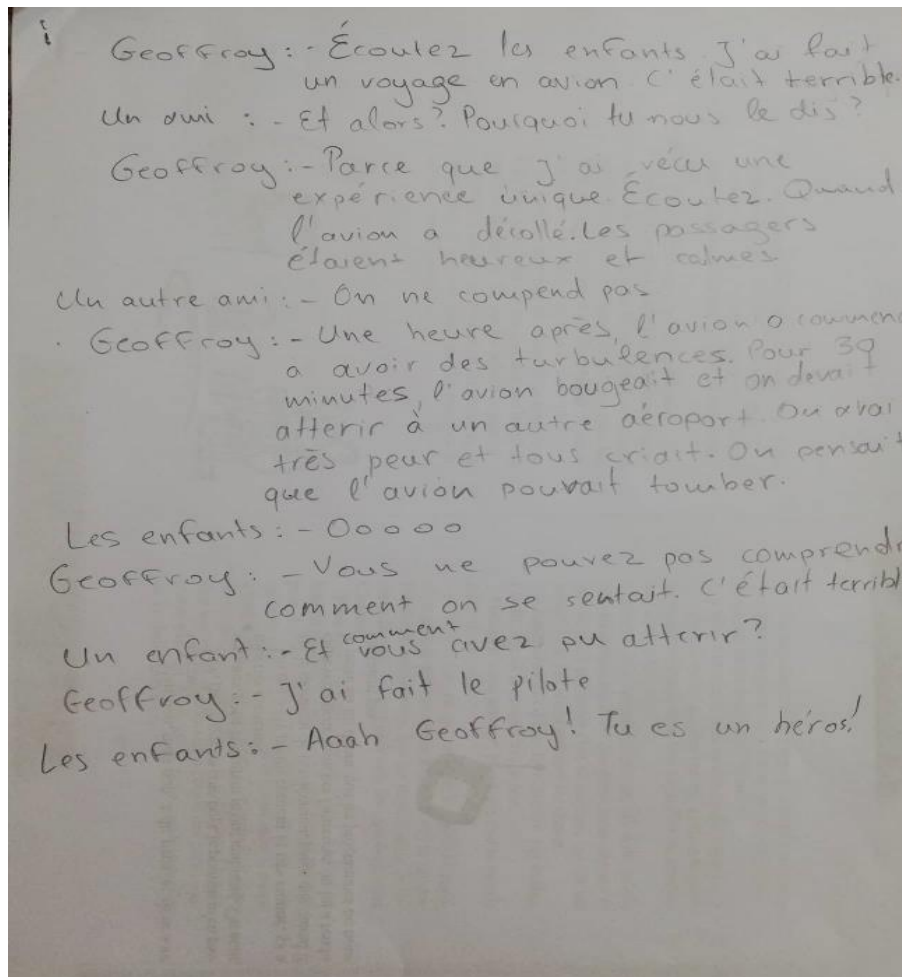 Geoffroy : - Écoutez les enfants. J'ai fait
un voyage en avion. C'était terrible.
Un ami : - Et alors? Pourquoi tu nous le dis?
Geoffroy : - Parce que J'ai vécu une
expérience unique. Écoutez. Quand
l'avion a décollé. Les passagers
étaient heureux et calmes
Un autre ami : - On ne compend pas
. Geoffroy : - Une heure après, l'avion a commenc
a avoir des turbulences. Pour 30
minutes, l'avion bougeait et on devait
atterir à un autre aéroport. On avai
très peur et tous criait. On pensait
que l'avion pouvait tomber.
Les enfants : - Ooooo
Geoffroy : - Vous ne pouvez pas comprendr
comment on se sentait. C'était terribl
Un enfant : - Et comment vous avez pu atterir?
Geoffroy : - J'ai fait le pilote
Les enfants : - Aaah Geoffroy! Tu es un héros!